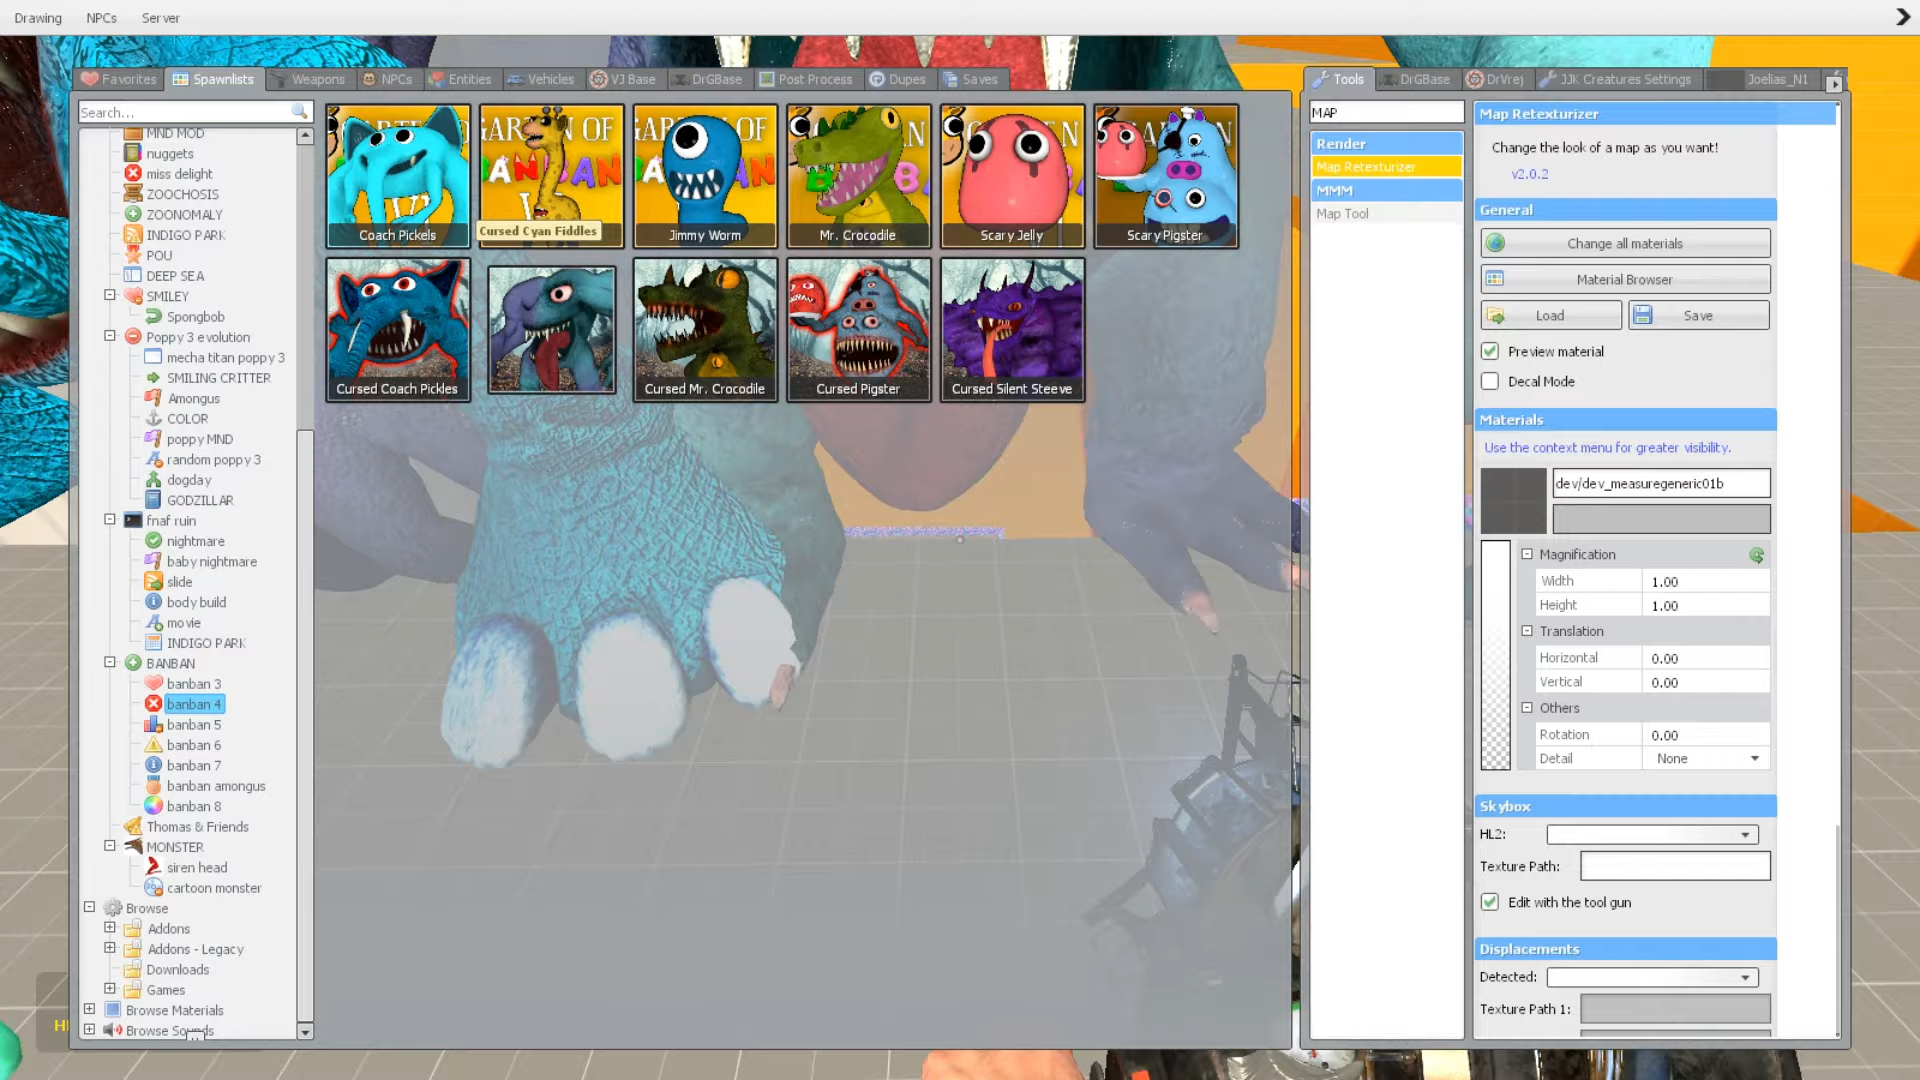 Drawing NPCs Server
Favorites Spawnlists Weapons NPCs Entities Vehicles VJ Base DrGBase Post Process Dupes Saves
Tools DrGBase DrVrej JJK Creatures Settings Joelias_N1
Search...
MND MOD
nuggets
miss delight
ZOOCHOSIS
ZOONOMALY
INDIGO PARK
POU
DEEP SEA
SMILEY
Spongbob
Poppy 3 evolution
mecha titan poppy 3
SMILING CRITTER
Amongus
COLOR
poppy MND
random poppy 3
dogday
GODZILLAR
fnaf ruin
nightmare
baby nightmare
slide
body build
movie
INDIGO PARK
BANBAN
banban 3
banban 4
banban 5
banban 6
banban 7
banban amongus
banban 8
Thomas & Friends
MONSTER
siren head
cartoon monster
Browse
Addons
Addons - Legacy
Downloads
Games
Browse Materials
Browse Sounds
Coach Pickels
GARDEN OF
BANBAN
Cursed Cyan Fiddles
GARDEN OF
Jimmy Worm
Mr. Crocodile
Scary Jelly
Scary Pigster
Cursed Coach Pickles
Cursed Mr. Crocodile
Cursed Pigster
Cursed Silent Steeve
MAP
Render
Map Retexturizer
MMM
Map Tool
Map Retexturizer
Change the look of a map as you want!
v2.0.2
General
Change all materials
Material Browser
Load Save
Preview material
Decal Mode
Materials
Use the context menu for greater visibility.
dev/dev_measuregeneric01b
Magnification
Width 1.00
Height 1.00
Translation
Horizontal 0.00
Vertical 0.00
Others
Rotation 0.00
Detail None
Skybox
HL2:
Texture Path:
Edit with the tool gun
Displacements
Detected:
Texture Path 1: